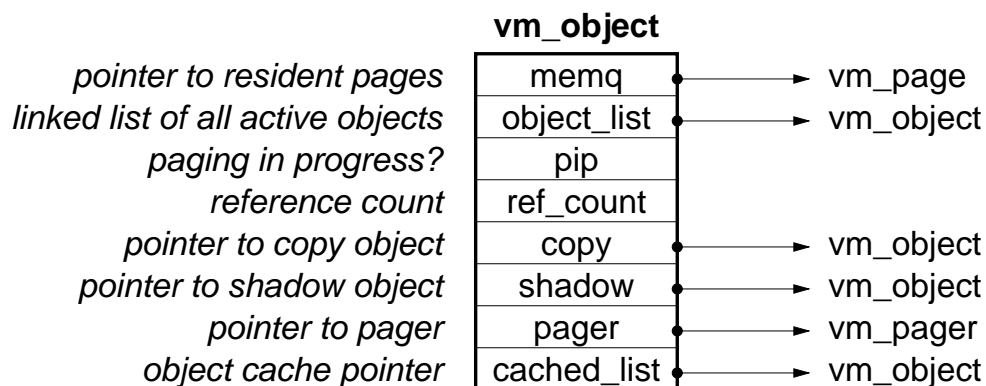 vm_object
pointer to resident pages memq vm_page
linked list of all active objects object_list vm_object
paging in progress? pip
reference count ref_count
pointer to copy object copy vm_object
pointer to shadow object shadow vm_object
pointer to pager pager vm_pager
object cache pointer cached_list vm_object